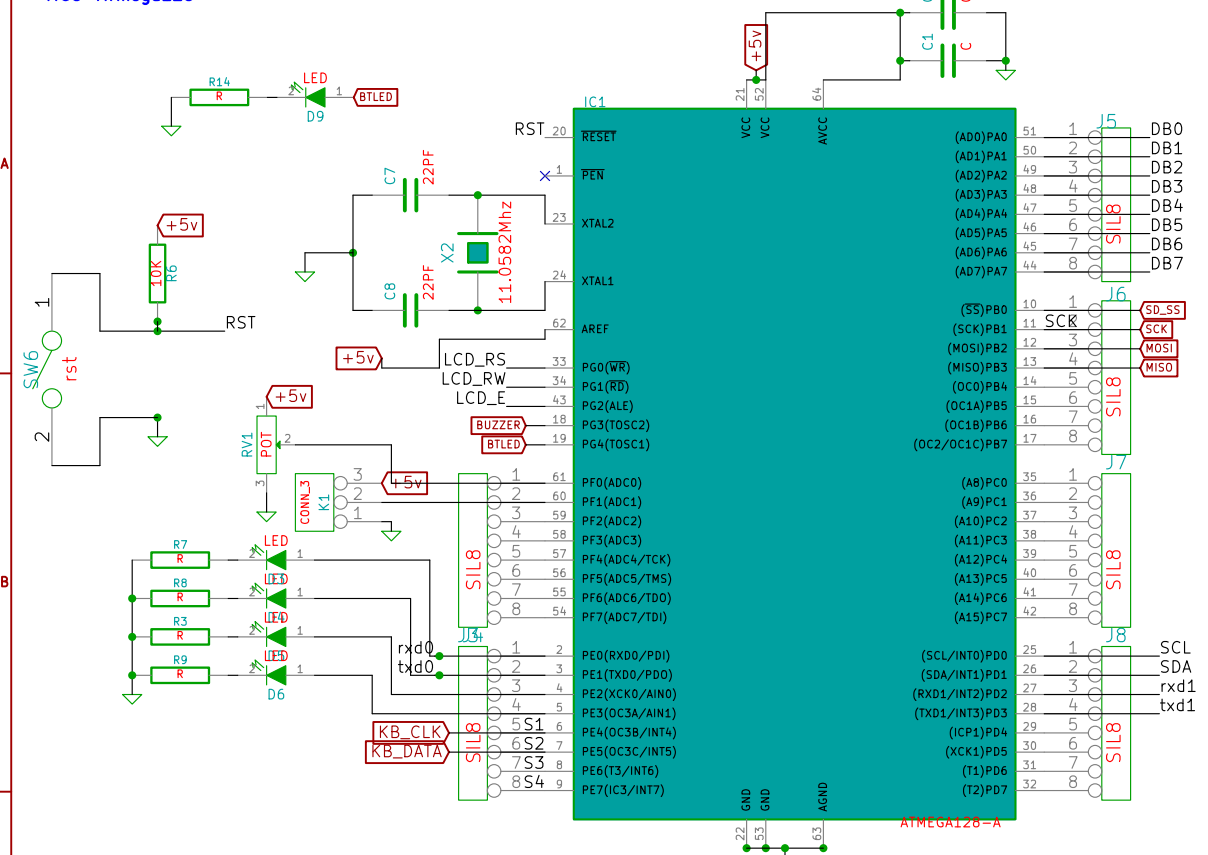 +5v
C1
C
R14
R
LED
2
1
BTLED
D9
21
52
64
IC1
VCC
VCC
AVCC
RST
20
RESET
1
PEN
C7
22PF
23
XTAL2
X2
11.0582Mhz
C8
22PF
24
XTAL1
62
AREF
+5v
A
+5v
10K
R6
RST
1
SW6
rst
2
LCD_RS
33
PG0(WR)
LCD_RW
34
PG1(RD)
LCD_E
43
PG2(ALE)
BUZZER
18
PG3(TOSC2)
BTLED
19
PG4(TOSC1)
+5v
1
RV1
POT
2
3
CONN_3
K1
3
2
1
+5v
1
61
PF0(ADC0)
2
60
PF1(ADC1)
3
59
PF2(ADC2)
4
58
PF3(ADC3)
5
57
PF4(ADC4/TCK)
6
56
PF5(ADC5/TMS)
7
55
PF6(ADC6/TDO)
8
54
PF7(ADC7/TDI)
SIL8
B
R7
R
2
LED
1
R8
R
2
LED
1
R3
R
2
LED
1
R9
R
2
LED
1
D6
rxd0
1
2
PE0(RXD0/PDI)
txd0
2
3
PE1(TXD0/PDO)
3
4
PE2(XCK0/AIN0)
4
5
PE3(OC3A/AIN1)
KB_CLK
5
S1
6
PE4(OC3B/INT4)
KB_DATA
6
S2
7
PE5(OC3C/INT5)
7
S3
8
PE6(T3/INT6)
8
S4
9
PE7(IC3/INT7)
SIL8
J5
(AD0)PA0
51
1
DB0
(AD1)PA1
50
2
DB1
(AD2)PA2
49
3
DB2
(AD3)PA3
48
4
DB3
(AD4)PA4
47
5
DB4
(AD5)PA5
46
6
DB5
(AD6)PA6
45
7
DB6
(AD7)PA7
44
8
DB7
SIL8
J6
(SS)PB0
10
1
SD_SS
(SCK)PB1
11
SCK
SCK
(MOSI)PB2
12
3
MOSI
(MISO)PB3
13
4
MISO
(OC0)PB4
14
5
(OC1A)PB5
15
6
(OC1B)PB6
16
7
(OC2/OC1C)PB7
17
8
SIL8
J7
(A8)PC0
35
1
(A9)PC1
36
2
(A10)PC2
37
3
(A11)PC3
38
4
(A12)PC4
39
5
(A13)PC5
40
6
(A14)PC6
41
7
(A15)PC7
42
8
SIL8
J8
(SCL/INT0)PD0
25
1
SCL
(SDA/INT1)PD1
26
2
SDA
(RXD1/INT2)PD2
27
3
rxd1
(TXD1/INT3)PD3
28
4
txd1
(ICP1)PD4
29
5
(XCK1)PD5
30
6
(T1)PD6
31
7
(T2)PD7
32
8
SIL8
GND
GND
AGND
22
53
63
ATMEGA128-A